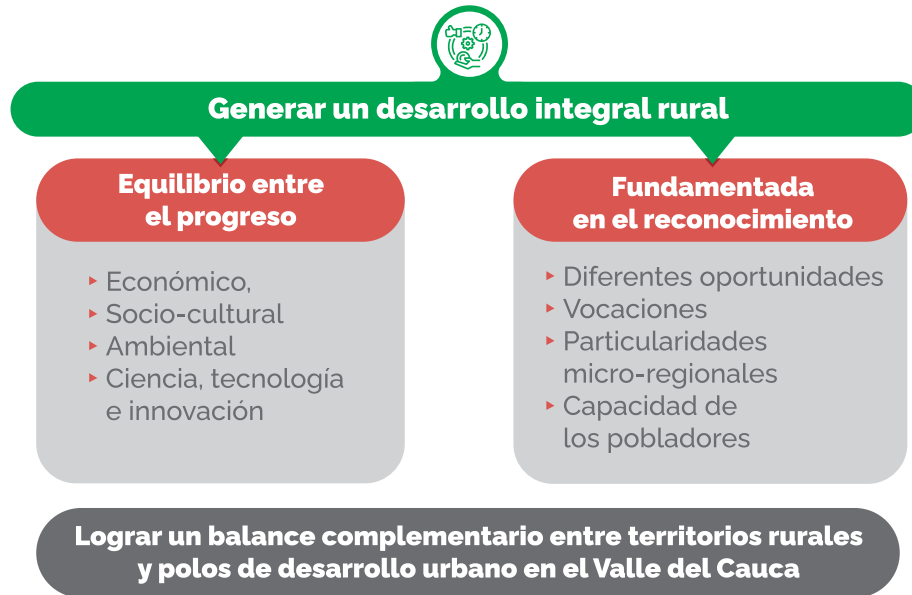 Generar un desarrollo integral rural
Equilibrio entre
el progreso
Económico,
Socio-cultural
Ambiental
Ciencia, tecnología
e innovación
Fundamentada
en el reconocimiento
Diferentes oportunidades
Vocaciones
Particularidades
micro-regionales
Capacidad de
los pobladores
Lograr un balance complementario entre territorios rurales
y polos de desarrollo urbano en el Valle del Cauca